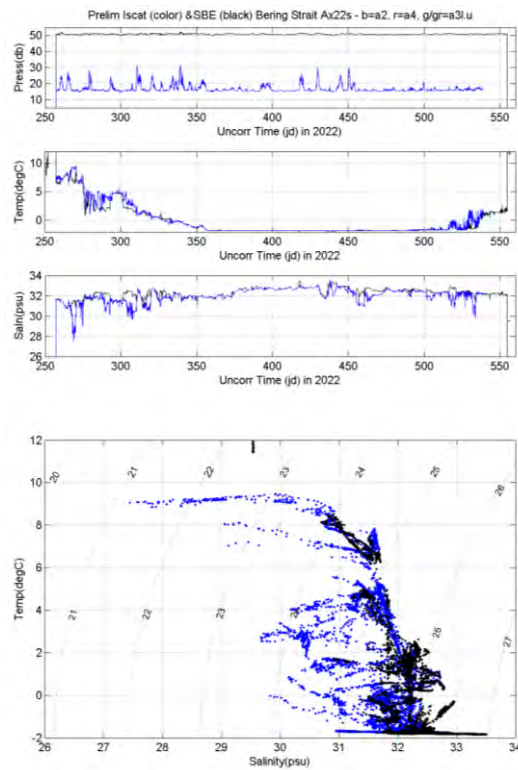 Prelim Iscat (color) &SBE (black) Bering Strait Ax22s - b=a2, r=a4, g/gr=a3l.u
Press(db)
50
40
30
20
10
250 300 350 400 450 500 550
Uncorr Time (jd) in 2022)
Temp(degC)
10
5
0
250 300 350 400 450 500 550
Uncorr Time (jd) in 2022
Salin(psu)
34
32
30
28
26
250 300 350 400 450 500 550
Uncorr Time (jd) in 2022
Temp(degC)
12
10
8
6
4
2
0
-2
20 21 22 23 24 25 26
21 22 23 26 27
26 27 28 29 30 31 32 33 34
Salinity(psu)